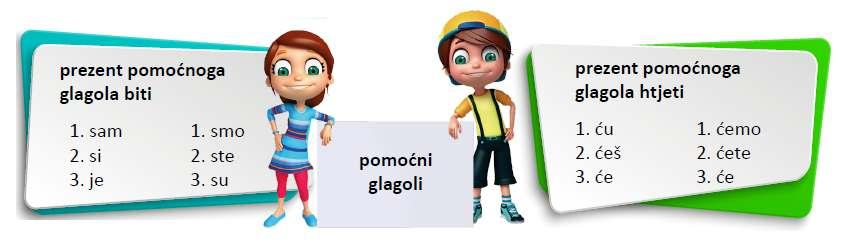 prezent pomoćnoga
glagola biti
1. sam 1. smo
2. si 2. ste
3. je 3. su
pomoćni
glagoli
prezent pomoćnoga
glagola htjeti
1. ću 1. ćemo
2. ćeš 2. ćete
3. će 3. će